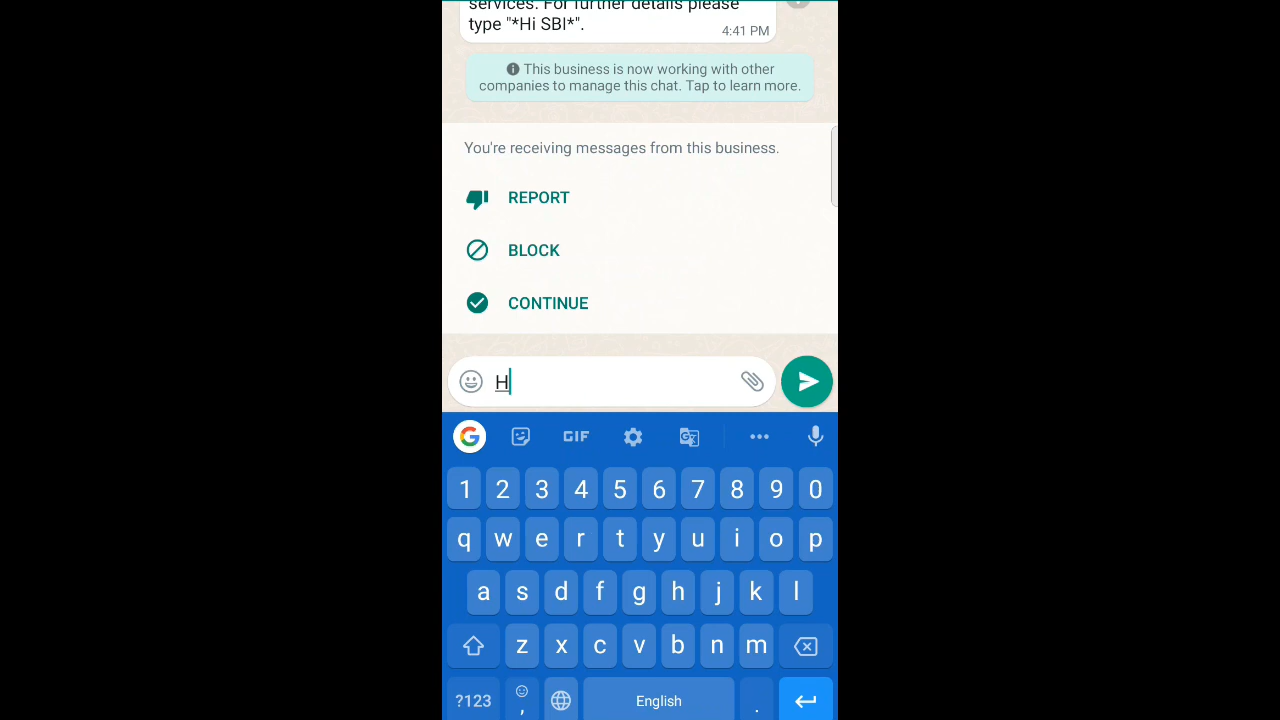 services. For further details please
type "*Hi SBI*".
4:41 PM
This business is now working with other
companies to manage this chat. Tap to learn more.
You're receiving messages from this business.
REPORT
BLOCK
CONTINUE
H
G GIF G
1 2 3 4 5 6 7 8 9 0
q w e r t y u i o p
a s d f g h j k l
z x c v b n m
?123 , English .